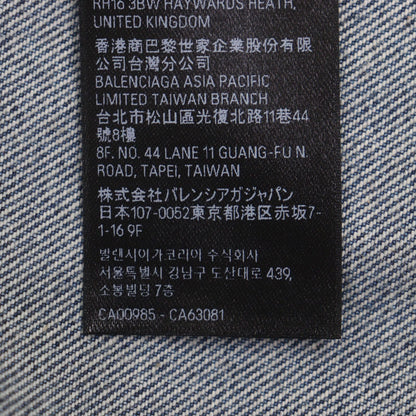 RH16 3BW HAYWARDS HEATH,
UNITED KINGDOM
香港商巴黎世家企業股份有限
公司台灣分公司
BALENCIAGA ASIA PACIFIC
LIMITED TAIWAN BRANCH
台北市松山區光復北路11巷44
號8樓
8F. NO. 44 LANE 11 GUANG-FU N.
ROAD, TAPEI, TAIWAN
株式会社バレンシアガジャパン
日本107-0052東京都港区赤坂7-
1-16 9F
발렌시아가코리아 주식회사
서울특별시 강남구 도산대로 439,
소봉빌딩 7층
CA00985 - CA63081